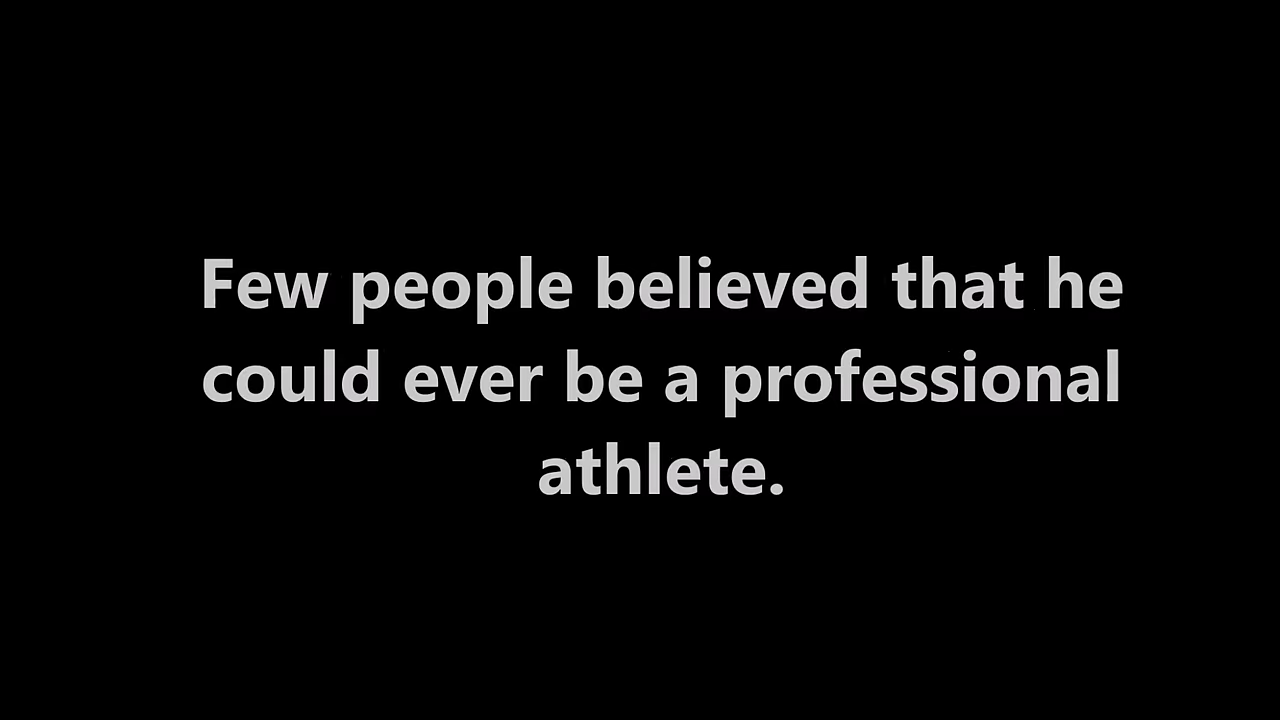 Few people believed that he
could ever be a professional
athlete.